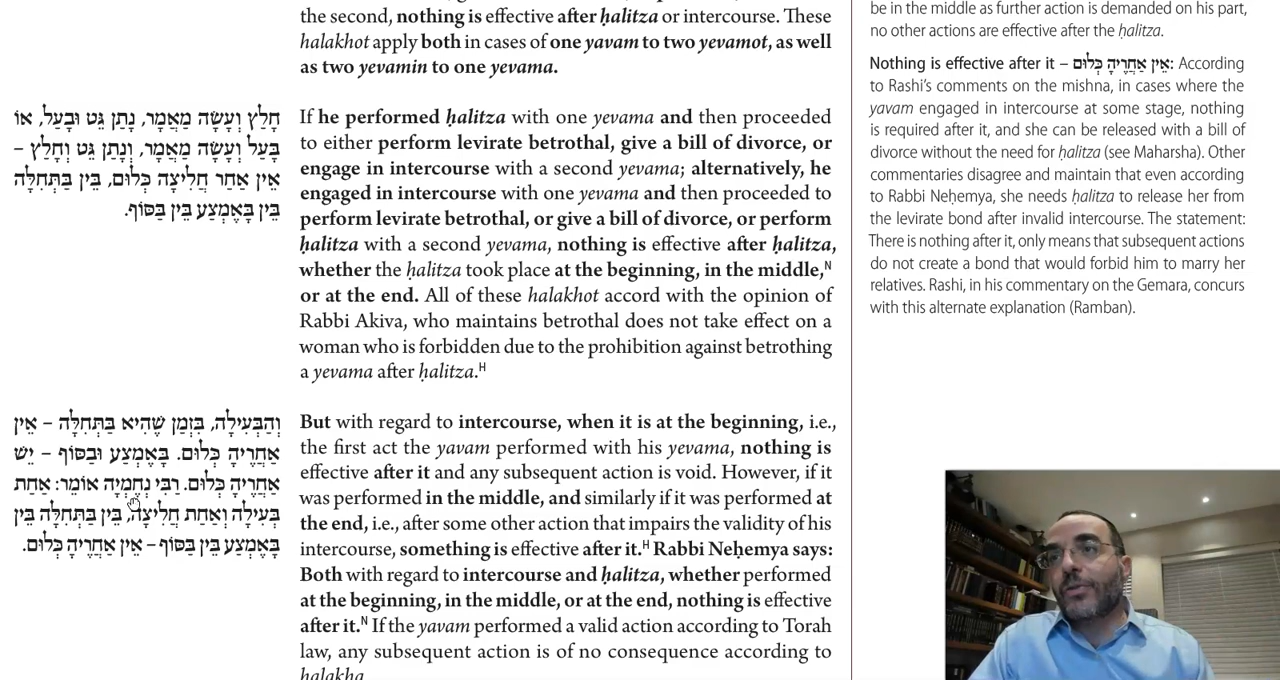 the second, nothing is effective after ḥalitza or intercourse. These
halakhot apply both in cases of one yavam to two yevamot, as well
as two yevamin to one yevama.
חָלַץ וְעָשָׂה מַאֲמָר, נָתַן גֵּט וּבָעַל, אוֹ
בָּעַל וְעָשָׂה מַאֲמָר, וְנָתַן גֵּט וְחָלַץ –
אֵין אַחַר חֲלִיצָה כְּלוּם, בֵּין בַּתְּחִלָּה
בֵּין בָּאֶמְצַע בֵּין בַּסּוֹף.
If he performed ḥalitza with one yevama and then proceeded
to either perform levirate betrothal, give a bill of divorce, or
engage in intercourse with a second yevama; alternatively, he
engaged in intercourse with one yevama and then proceeded to
perform levirate betrothal, or give a bill of divorce, or perform
ḥalitza with a second yevama, nothing is effective after ḥalitza,
whether the ḥalitza took place at the beginning, in the middle,N
or at the end. All of these halakhot accord with the opinion of
Rabbi Akiva, who maintains betrothal does not take effect on a
woman who is forbidden due to the prohibition against betrothing
a yevama after ḥalitza.H
וְהַבְּעִילָה, בִּזְמַן שֶׁהִיא בַּתְּחִלָּה – אֵין
אַחֲרֶיהָ כְּלוּם. בָּאֶמְצַע וּבַסּוֹף – יֵשׁ
אַחֲרֶיהָ כְּלוּם. רַבִּי נְחֶמְיָה אוֹמֵר: אַחַת
בְּעִילָה וְאַחַת חֲלִיצָה, בֵּין בַּתְּחִלָּה בֵּין
בָּאֶמְצַע בֵּין בַּסּוֹף – אֵין אַחֲרֶיהָ כְּלוּם.
But with regard to intercourse, when it is at the beginning, i.e.,
the first act the yavam performed with his yevama, nothing is
effective after it and any subsequent action is void. However, if it
was performed in the middle, and similarly if it was performed at
the end, i.e., after some other action that impairs the validity of his
intercourse, something is effective after it.H Rabbi Neḥemya says:
Both with regard to intercourse and ḥalitza, whether performed
at the beginning, in the middle, or at the end, nothing is effective
after it.N If the yavam performed a valid action according to Torah
law, any subsequent action is of no consequence according to
halakha
be in the middle as further action is demanded on his part,
no other actions are effective after the ḥalitza.
Nothing is effective after it – אֵין אַחֲרֶיהָ כְּלוּם: According
to Rashi's comments on the mishna, in cases where the
yavam engaged in intercourse at some stage, nothing
is required after it, and she can be released with a bill of
divorce without the need for ḥalitza (see Maharsha). Other
commentaries disagree and maintain that even according
to Rabbi Neḥemya, she needs ḥalitza to release her from
the levirate bond after invalid intercourse. The statement:
There is nothing after it, only means that subsequent actions
do not create a bond that would forbid him to marry her
relatives. Rashi, in his commentary on the Gemara, concurs
with this alternate explanation (Ramban).